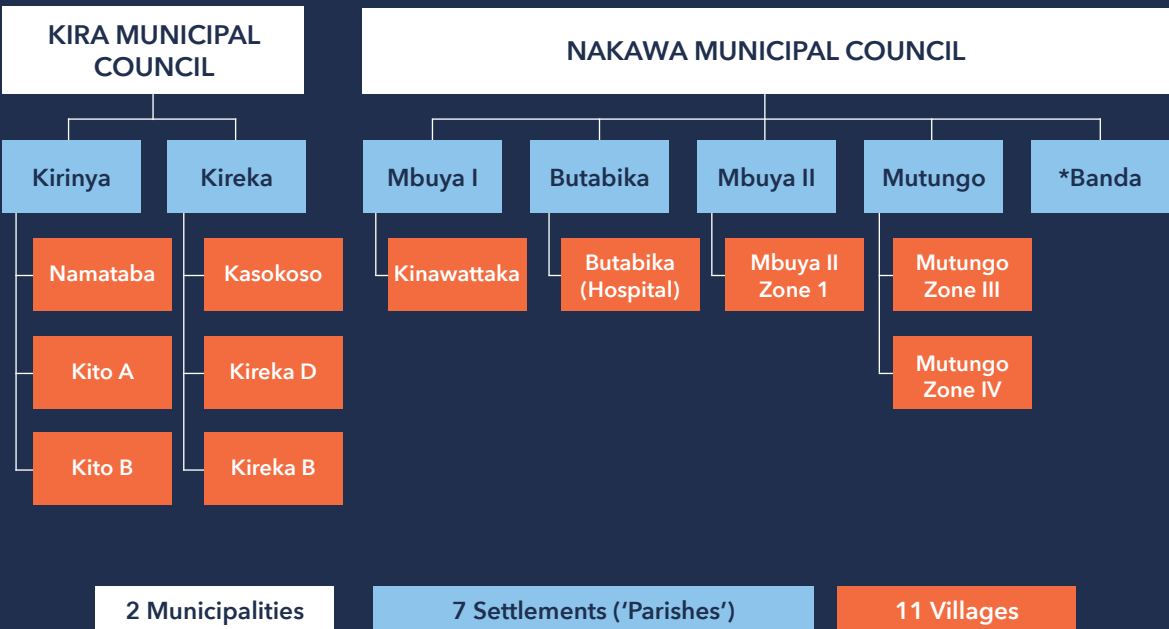 KIRA MUNICIPAL
COUNCIL
NAKAWA MUNICIPAL COUNCIL
Kirinya
Kireka
Mbuya I
Butabika
Mbuya II
Mutungo
*Banda
Namataba
Kasokoso
Kinawattaka
Butabika
(Hospital)
Mbuya II
Zone 1
Mutungo
Zone III
Kito A
Kireka D
Mutungo
Zone IV
Kito B
Kireka B
2 Municipalities
7 Settlements (‘Parishes’)
11 Villages